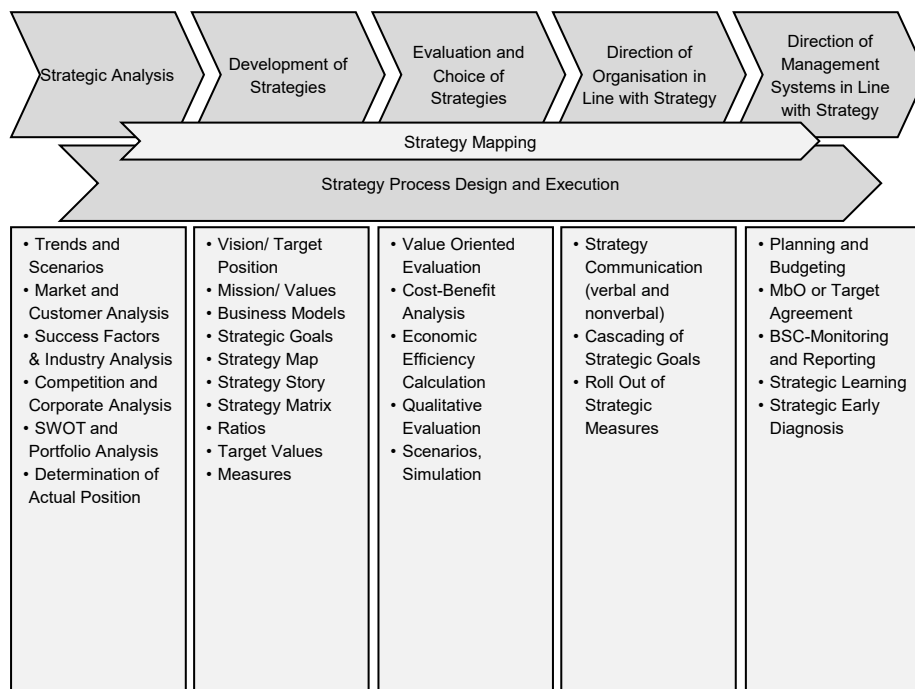 Strategic Analysis
Development of
Strategies
Evaluation and
Choice of
Strategies
Direction of
Organisation in
Line with Strategy
Direction of
Management
Systems in Line
with Strategy
Strategy Mapping
Strategy Process Design and Execution
• Trends and
Scenarios
• Market and
Customer Analysis
• Success Factors
& Industry Analysis
• Competition and
Corporate Analysis
• SWOT and
Portfolio Analysis
• Determination of
Actual Position
• Vision/ Target
Position
• Mission/ Values
• Business Models
• Strategic Goals
• Strategy Map
• Strategy Story
• Strategy Matrix
• Ratios
• Target Values
• Measures
• Value Oriented
Evaluation
• Cost-Benefit
Analysis
• Economic
Efficiency
Calculation
• Qualitative
Evaluation
• Scenarios,
Simulation
• Strategy
Communication
(verbal and
nonverbal)
• Cascading of
Strategic Goals
• Roll Out of
Strategic
Measures
• Planning and
Budgeting
• MbO or Target
Agreement
• BSC-Monitoring
and Reporting
• Strategic Learning
• Strategic Early
Diagnosis